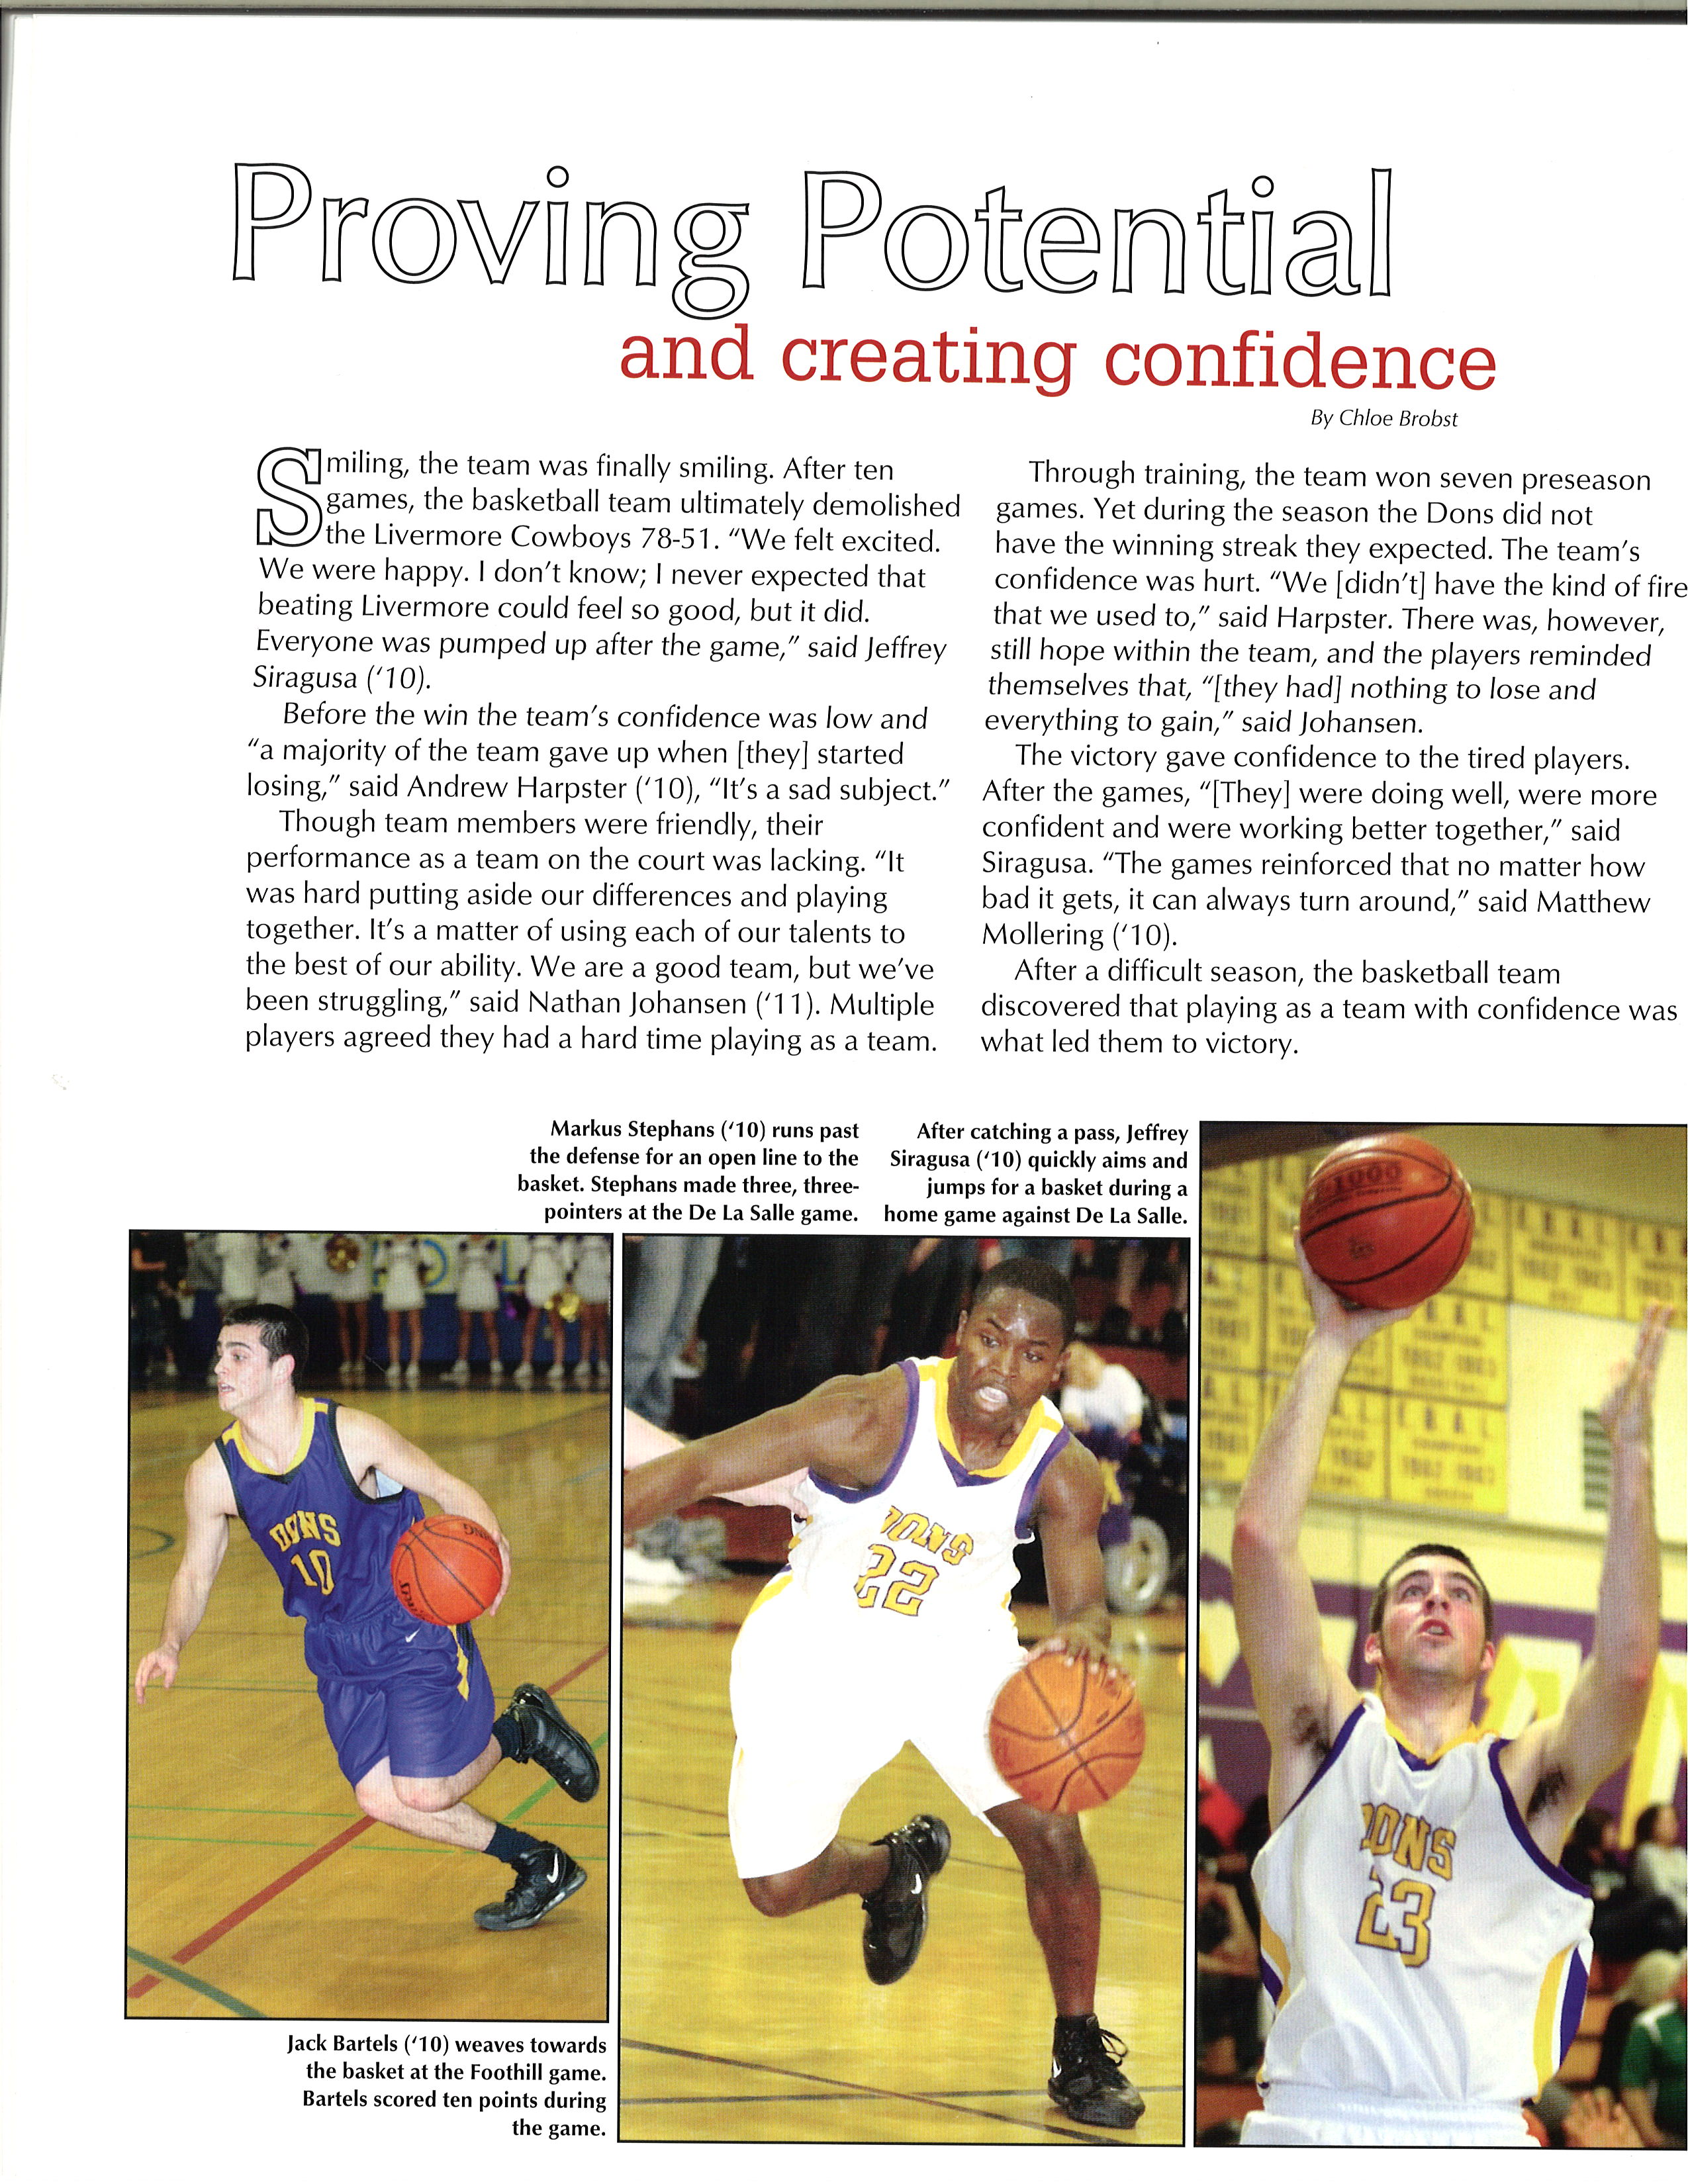 Proving Potential
and creating confidence
By Chloe Brobst
Smiling, the team was finally smiling. After ten
games, the basketball team ultimately demolished
the Livermore Cowboys 78-51. “We felt excited.
We were happy. I don’t know; I never expected that
beating Livermore could feel so good, but it did.
Everyone was pumped up after the game,” said Jeffrey
Siragusa (‘10).
Before the win the team’s confidence was low and
“a majority of the team gave up when [they] started
losing,” said Andrew Harpster (‘10), “It’s a sad subject.”
Though team members were friendly, their
performance as a team on the court was lacking. “It
was hard putting aside our differences and playing
together. It’s a matter of using each of our talents to
the best of our ability. We are a good team, but we’ve
been struggling,” said Nathan Johansen (‘11). Multiple
players agreed they had a hard time playing as a team.
Through training, the team won seven preseason
games. Yet during the season the Dons did not
have the winning streak they expected. The team’s
confidence was hurt. “We [didn’t] have the kind of fire
that we used to,” said Harpster. There was, however,
still hope within the team, and the players reminded
themselves that, “[they had] nothing to lose and
everything to gain,” said Johansen.
The victory gave confidence to the tired players.
After the games, “[They] were doing well, were more
confident and were working better together,” said
Siragusa. “The games reinforced that no matter how
bad it gets, it can always turn around,” said Matthew
Mollering (‘10).
After a difficult season, the basketball team
discovered that playing as a team with confidence was
what led them to victory.
Markus Stephans (‘10) runs past
the defense for an open line to the
basket. Stephans made three, three-
pointers at the De La Salle game.
After catching a pass, Jeffrey
Siragusa (‘10) quickly aims and
jumps for a basket during a
home game against De La Salle.
DONS
10
DONS
22
1000
DONS
23
Jack Bartels (‘10) weaves towards
the basket at the Foothill game.
Bartels scored ten points during
the game.